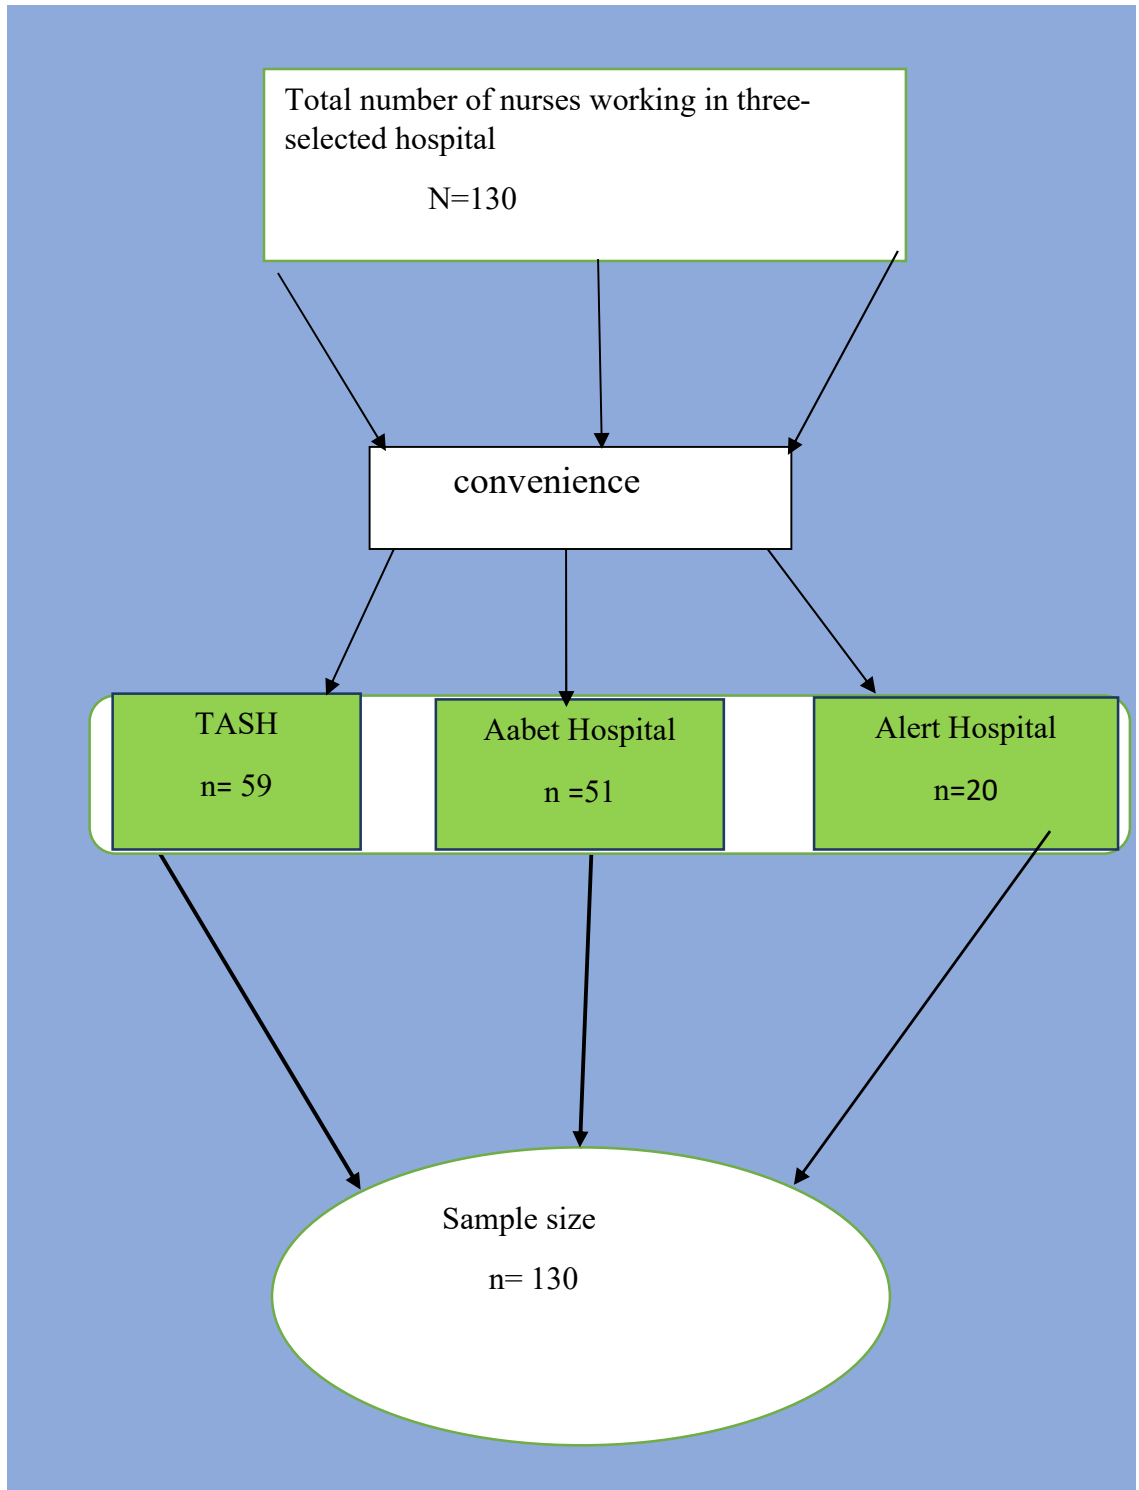 Total number of nurses working in three-
selected hospital
N=130
convenience
TASH
n= 59
Aabet Hospital
n =51
Alert Hospital
n=20
Sample size
n= 130